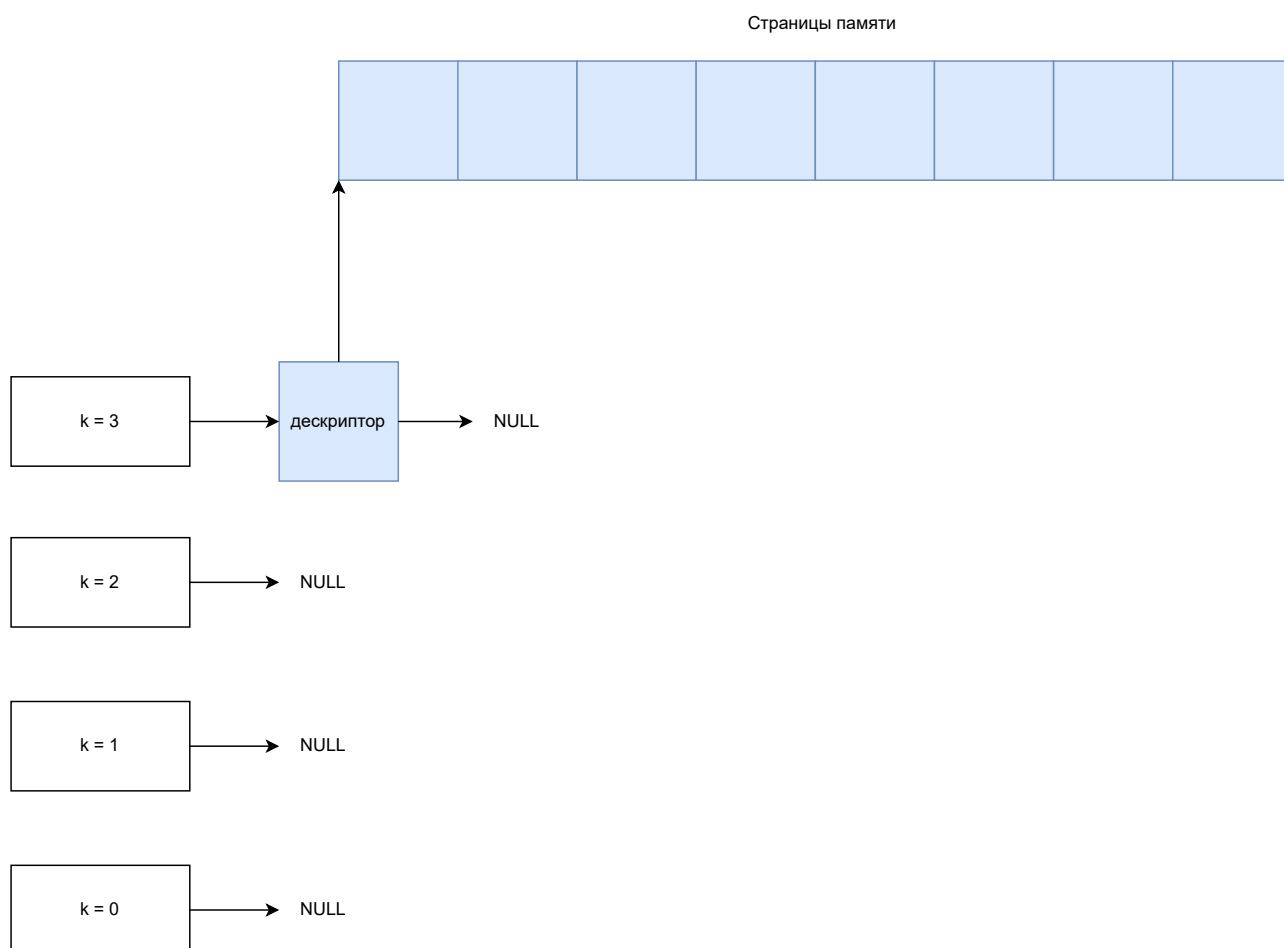 Страницы памяти
k = 3
дескриптор
NULL
k = 2
NULL
k = 1
NULL
k = 0
NULL